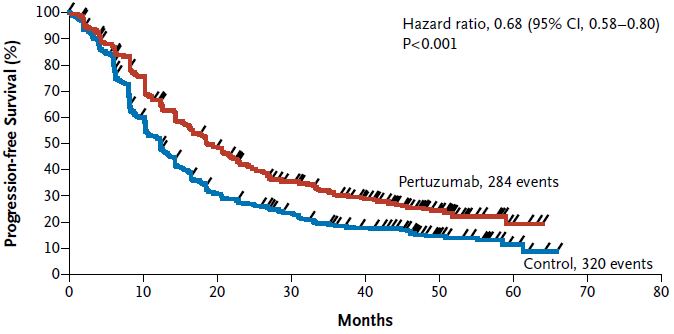 Hazard ratio, 0.68 (95% CI, 0.58–0.80)
P<0.001
Progression-free Survival (%)
100
90
80
70
60
50
40
30
20
10
0
Pertuzumab, 284 events
Control, 320 events
0 10 20 30 40 50 60 70 80
Months